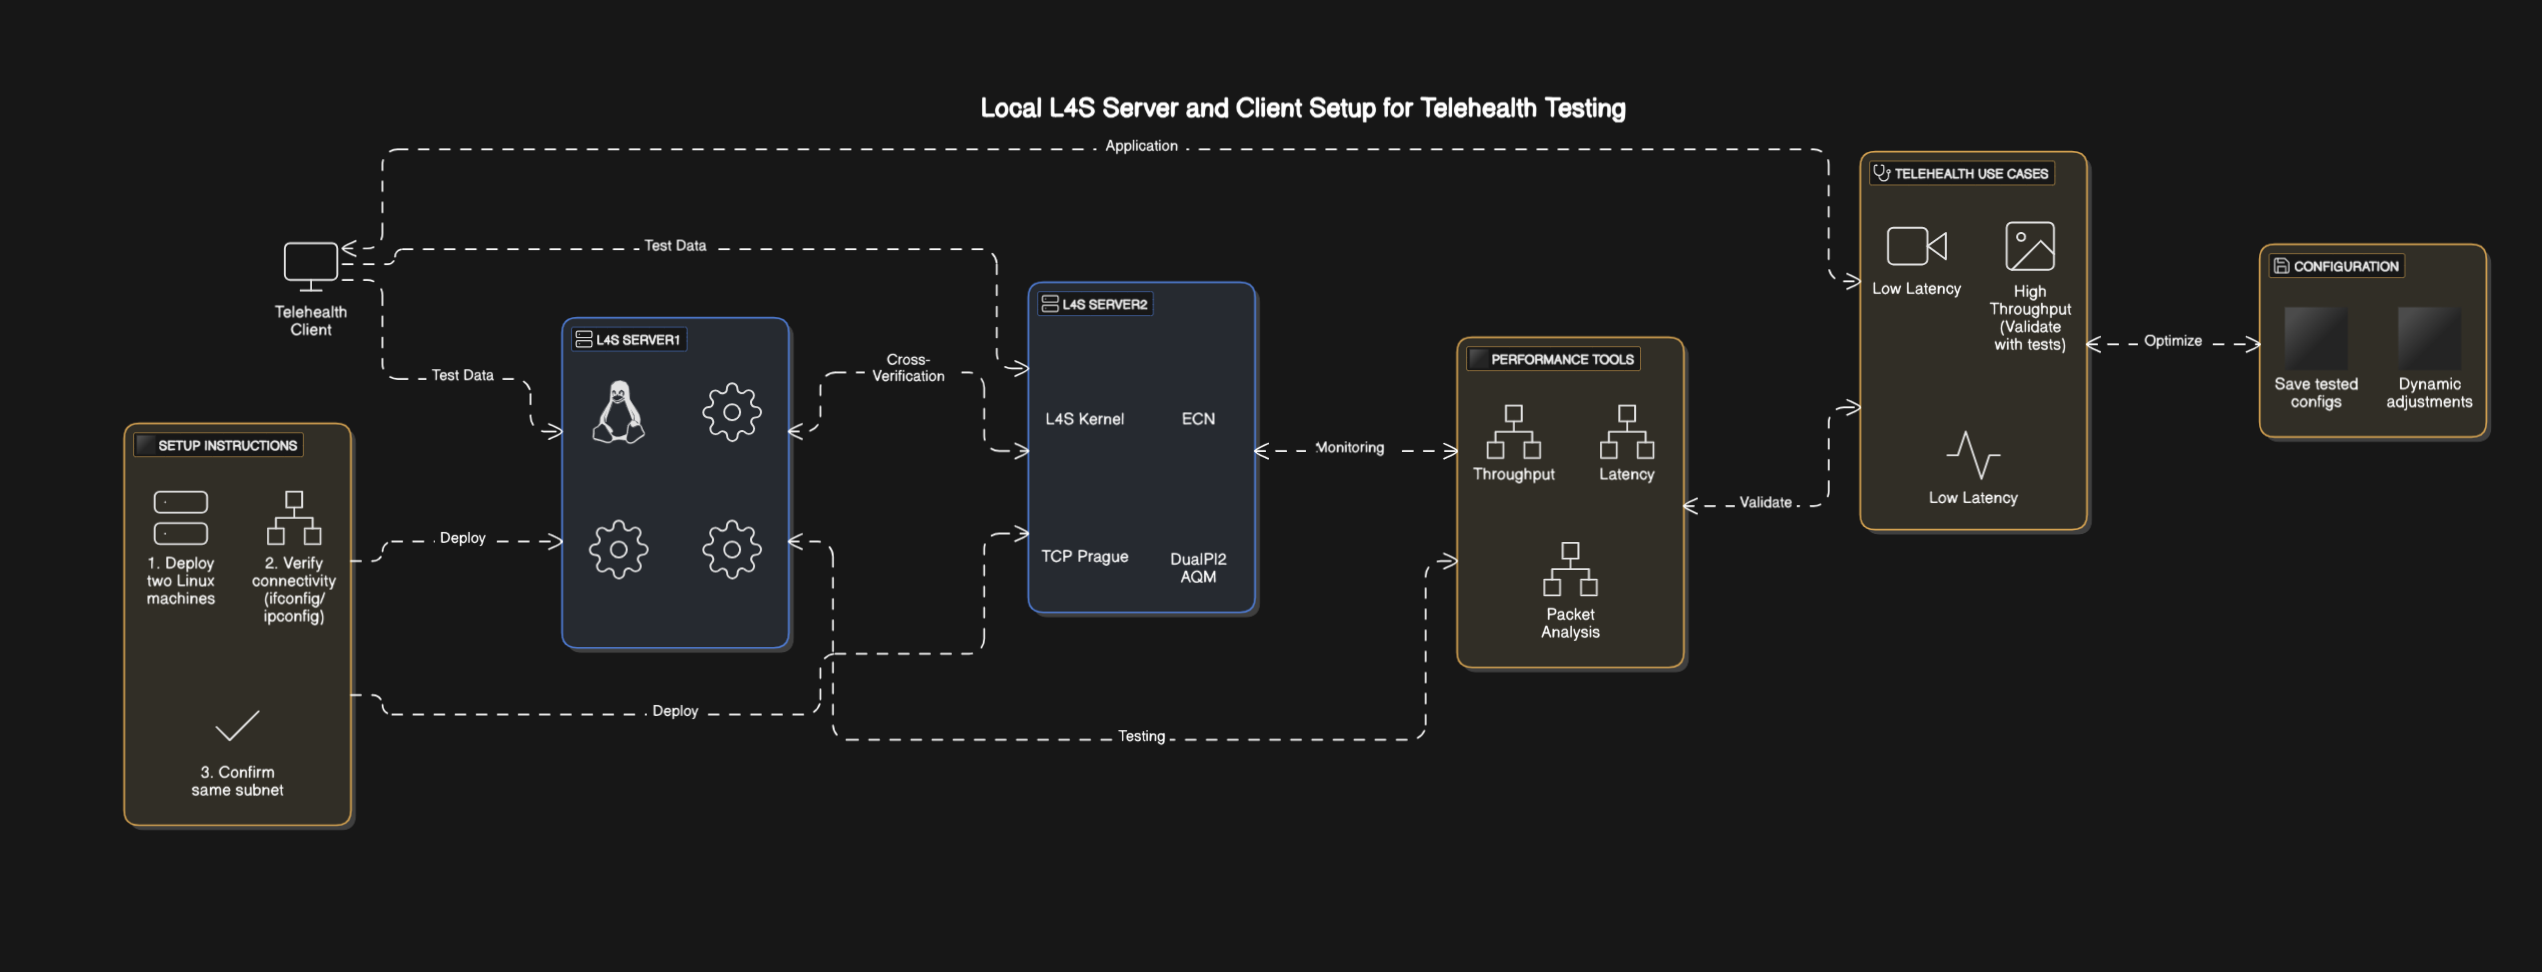 Local L4S Server and Client Setup for Telehealth Testing
Application
Test Data
Telehealth
Client
Test Data
SETUP INSTRUCTIONS
1. Deploy
two Linux
machines
2. Verify
connectivity
(ifconfig/
ipconfig)
3. Confirm
same subnet
Deploy
Deploy
L4S SERVER1
Cross-
Verification
L4S SERVER2
L4S Kernel
ECN
TCP Prague
DualPI2
AQM
Monitoring
Testing
PERFORMANCE TOOLS
Throughput
Latency
Packet
Analysis
Validate
TELEHEALTH USE CASES
Low Latency
High
Throughput
(Validate
with tests)
Low Latency
Optimize
CONFIGURATION
Save tested
configs
Dynamic
adjustments